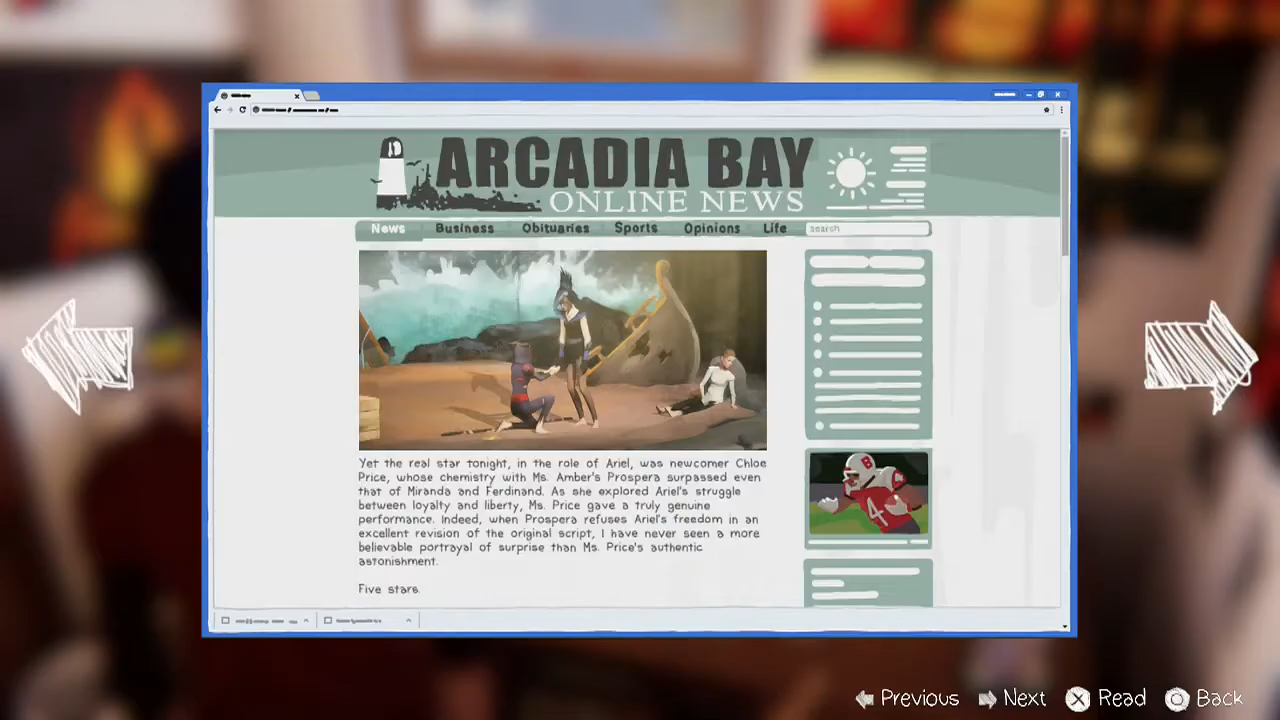 ARCADIA BAY
ONLINE NEWS
News Business Obituaries Sports Opinions Life search
Yet the real star tonight, in the role of Ariel, was newcomer Chloe
Price, whose chemistry with Ms. Amber's Prospera surpassed even
that of Miranda and Ferdinand. As she explored Ariel's struggle
between loyalty and liberty, Ms. Price gave a truly genuine
performance. Indeed, when Prospera refuses Ariel's freedom in an
excellent revision of the original script, I have never seen a more
believable portrayal of surprise than Ms. Price's authentic
astonishment.
Five stars.
B
4
Previous Next Read Back